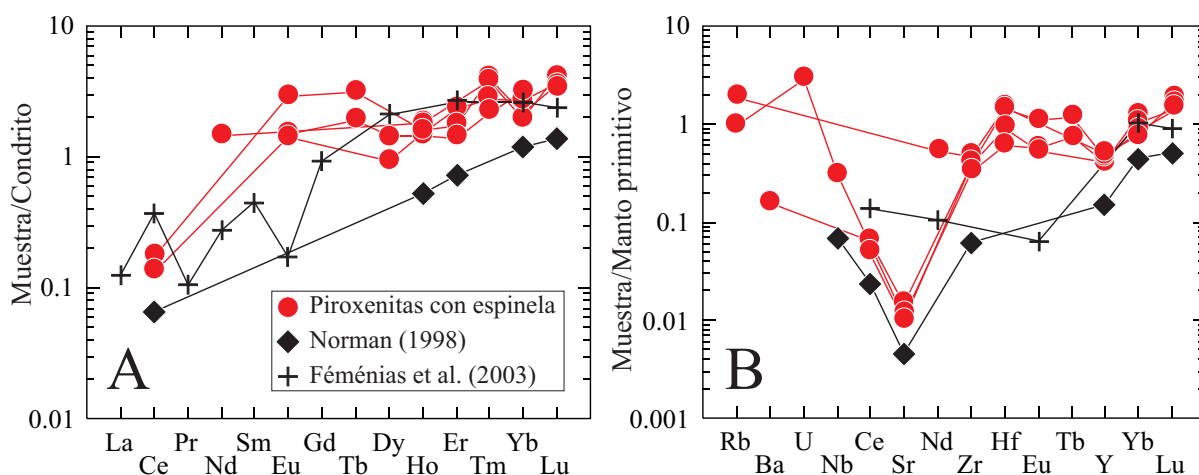 10
1
0.1
0.01
Muestra/Condrito
A
Piroxenitas con espinela
Norman (1998)
Féménias et al. (2003)
La Pr Sm Gd Dy Er Yb
Ce Nd Eu Tb Ho Tm Lu
10
1
0.1
0.01
0.001
Muestra/Manto primitivo
B
Rb U Ce Nd Hf Tb Yb
Ba Nb Sr Zr Eu Y Lu